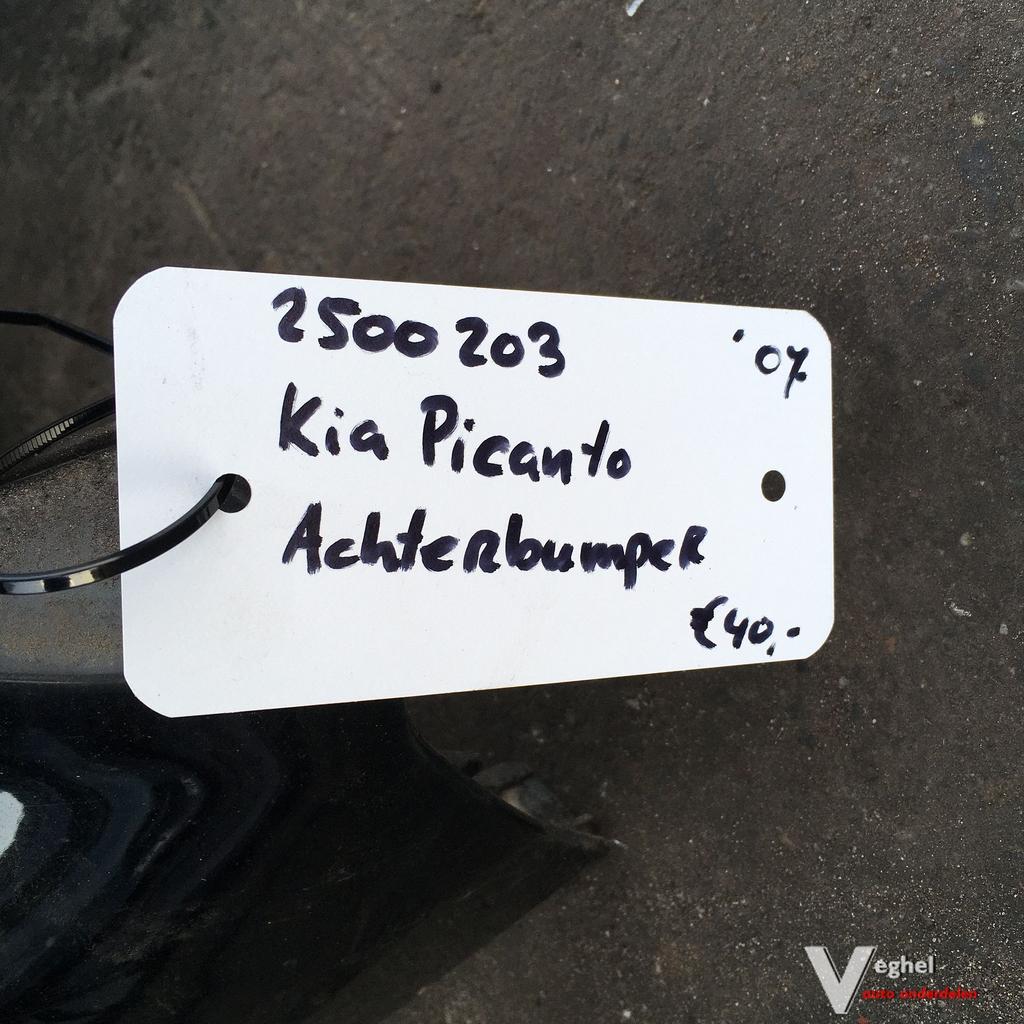 2500203 '07
Kia Picanto
Achterbumper
€40,-
Veghel
auto onderdelen